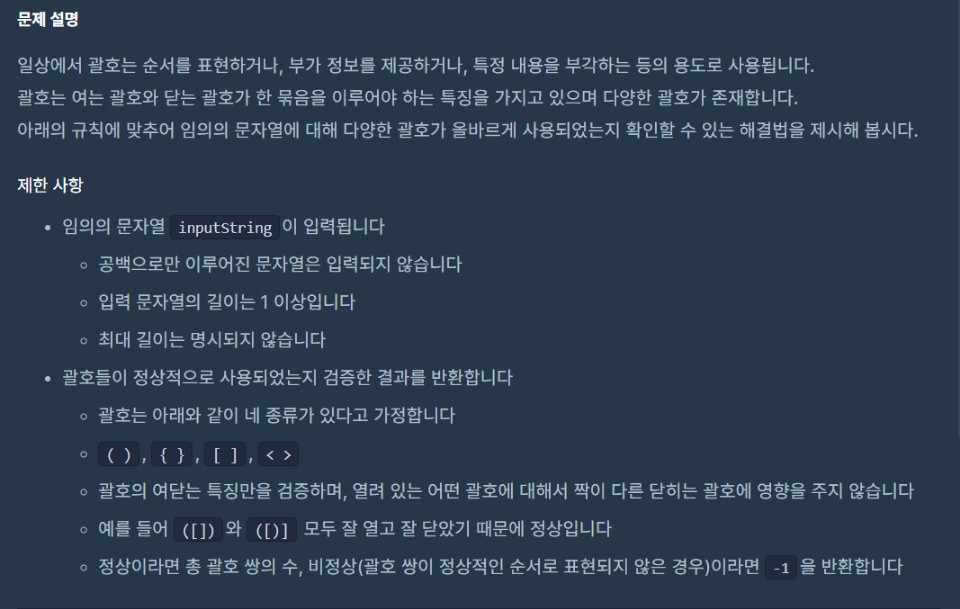 문제 설명
일상에서 괄호는 순서를 표현하거나, 부가 정보를 제공하거나, 특정 내용을 부각하는 등의 용도로 사용됩니다.
괄호는 여는 괄호와 닫는 괄호가 한 묶음을 이루어야 하는 특징을 가지고 있으며 다양한 괄호가 존재합니다.
아래의 규칙에 맞추어 임의의 문자열에 대해 다양한 괄호가 올바르게 사용되었는지 확인할 수 있는 해결법을 제시해 봅시다.
제한 사항
• 임의의 문자열 inputString 이 입력됩니다
◦ 공백으로만 이루어진 문자열은 입력되지 않습니다
◦ 입력 문자열의 길이는 1 이상입니다
◦ 최대 길이는 명시되지 않습니다
• 괄호들이 정상적으로 사용되었는지 검증한 결과를 반환합니다
◦ 괄호는 아래와 같이 네 종류가 있다고 가정합니다
◦ ( ) , { } , [ ] , < >
◦ 괄호의 여닫는 특징만을 검증하며, 열려 있는 어떤 괄호에 대해서 짝이 다른 닫히는 괄호에 영향을 주지 않습니다
◦ 예를 들어 ([]) 와 ([)] 모두 잘 열고 잘 닫았기 때문에 정상입니다
◦ 정상이라면 총 괄호 쌍의 수, 비정상(괄호 쌍이 정상적인 순서로 표현되지 않은 경우)이라면 -1 을 반환합니다